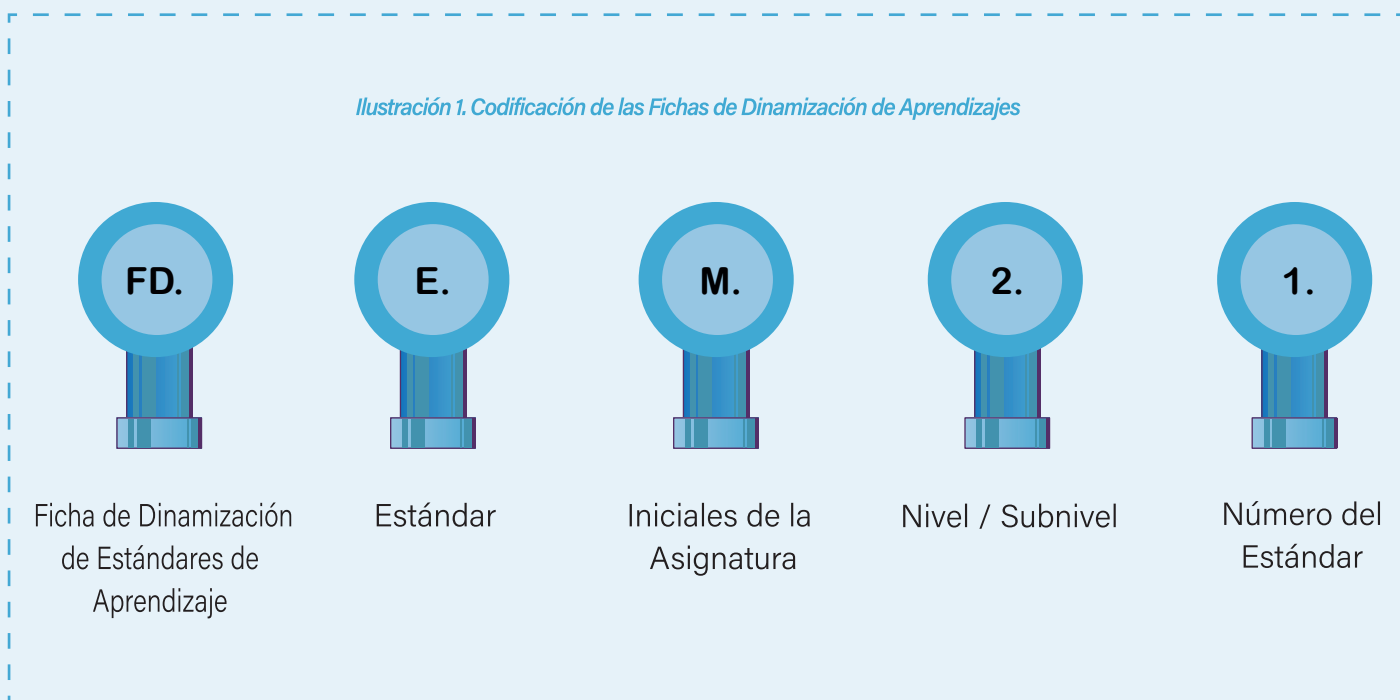 Ilustración 1. Codificación de las Fichas de Dinamización de Aprendizajes
FD.
E.
M.
2.
1.
Ficha de Dinamización
de Estándares de
Aprendizaje
Estándar
Iniciales de la
Asignatura
Nivel / Subnivel
Número del
Estándar